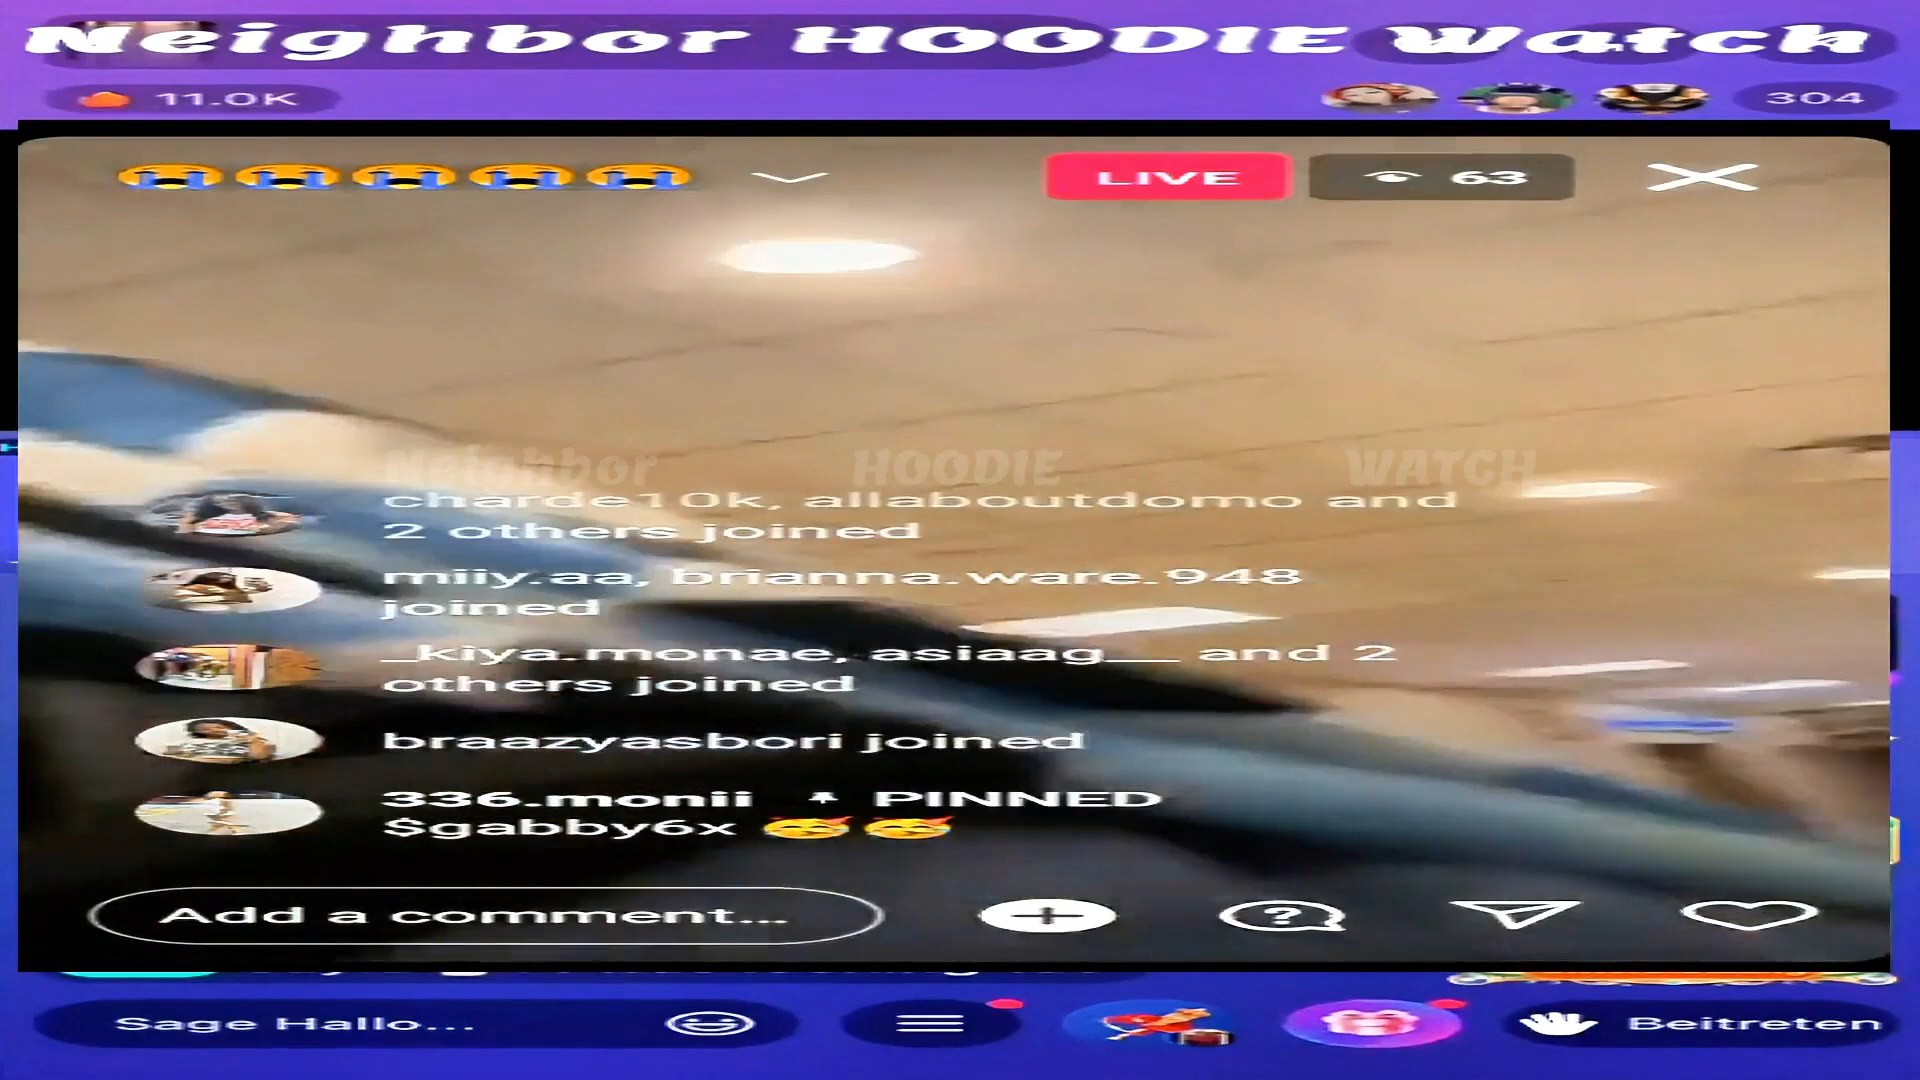 Neighbor HOODIE Watch
11.0K
304
LIVE
63
Neighbor HOODIE WATCH
charde10k, allaboutdomo and
2 others joined
miiy.aa, brianna.ware.948
joined
_kiya.monae, asiaag__ and 2
others joined
braazyasbori joined
336.monii PINNED
$gabby6x 🥳🥳
Add a comment...
Sage Hallo...
Beitreten